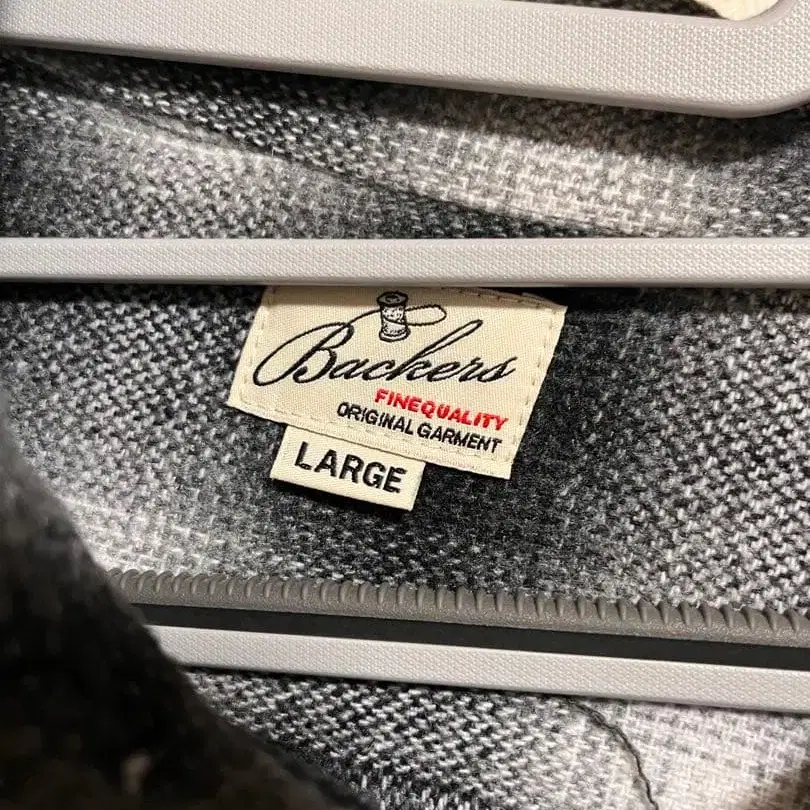 Backers
FINEQUALITY
ORIGINAL GARMENT
LARGE